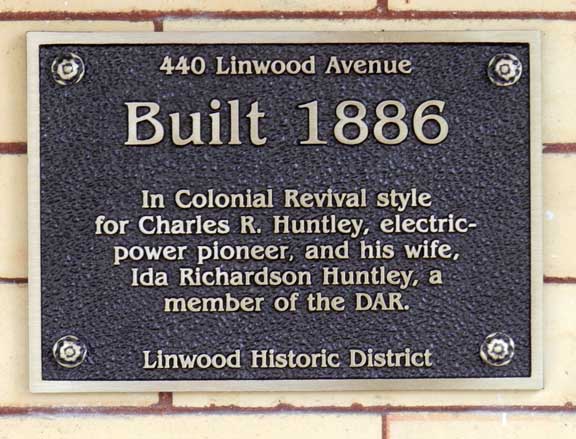 440 Linwood Avenue
Built 1886
In Colonial Revival style
for Charles R. Huntley, electric-
power pioneer, and his wife,
Ida Richardson Huntley, a
member of the DAR.
Linwood Historic District